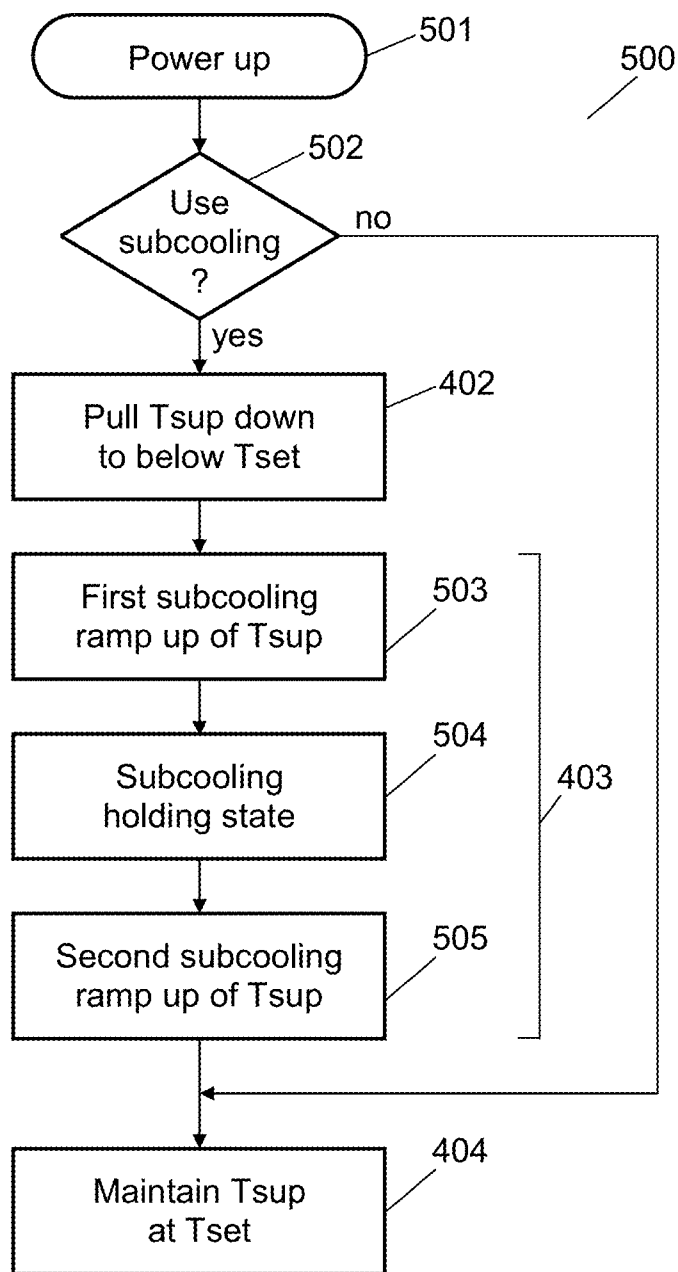 Power up
501
500
502
Use
subcooling
?
no
yes
402
Pull Tsup down
to below Tset
First subcooling
ramp up of Tsup
503
504
Subcooling
holding state
403
505
Second subcooling
ramp up of Tsup
404
Maintain Tsup
at Tset